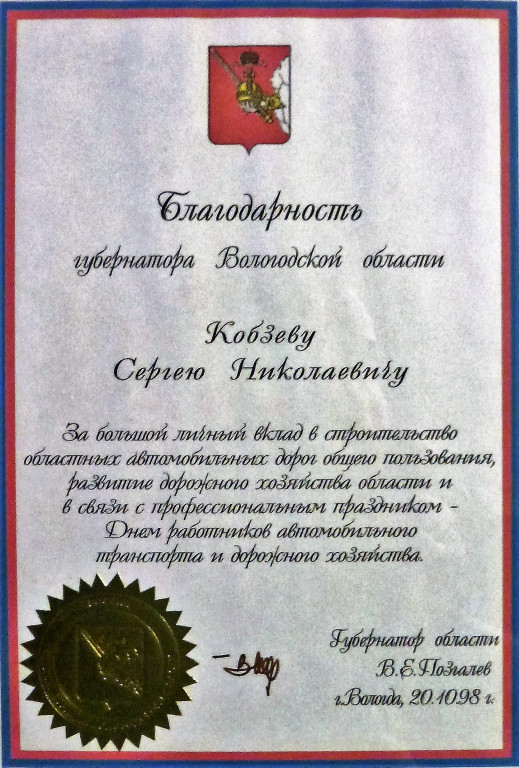 Благодарность
губернатора Вологодской области
Кобзеву
Сергею Николаевичу
За большой личный вклад в строительство
областных автомобильных дорог общего пользования,
развитие дорожного хозяйства области и
в связи с профессиональным праздником –
Днем работников автомобильного
транспорта и дорожного хозяйства.
Губернатор области
В.Е.Позгалев
г.Вологда, 20.10.98 г.